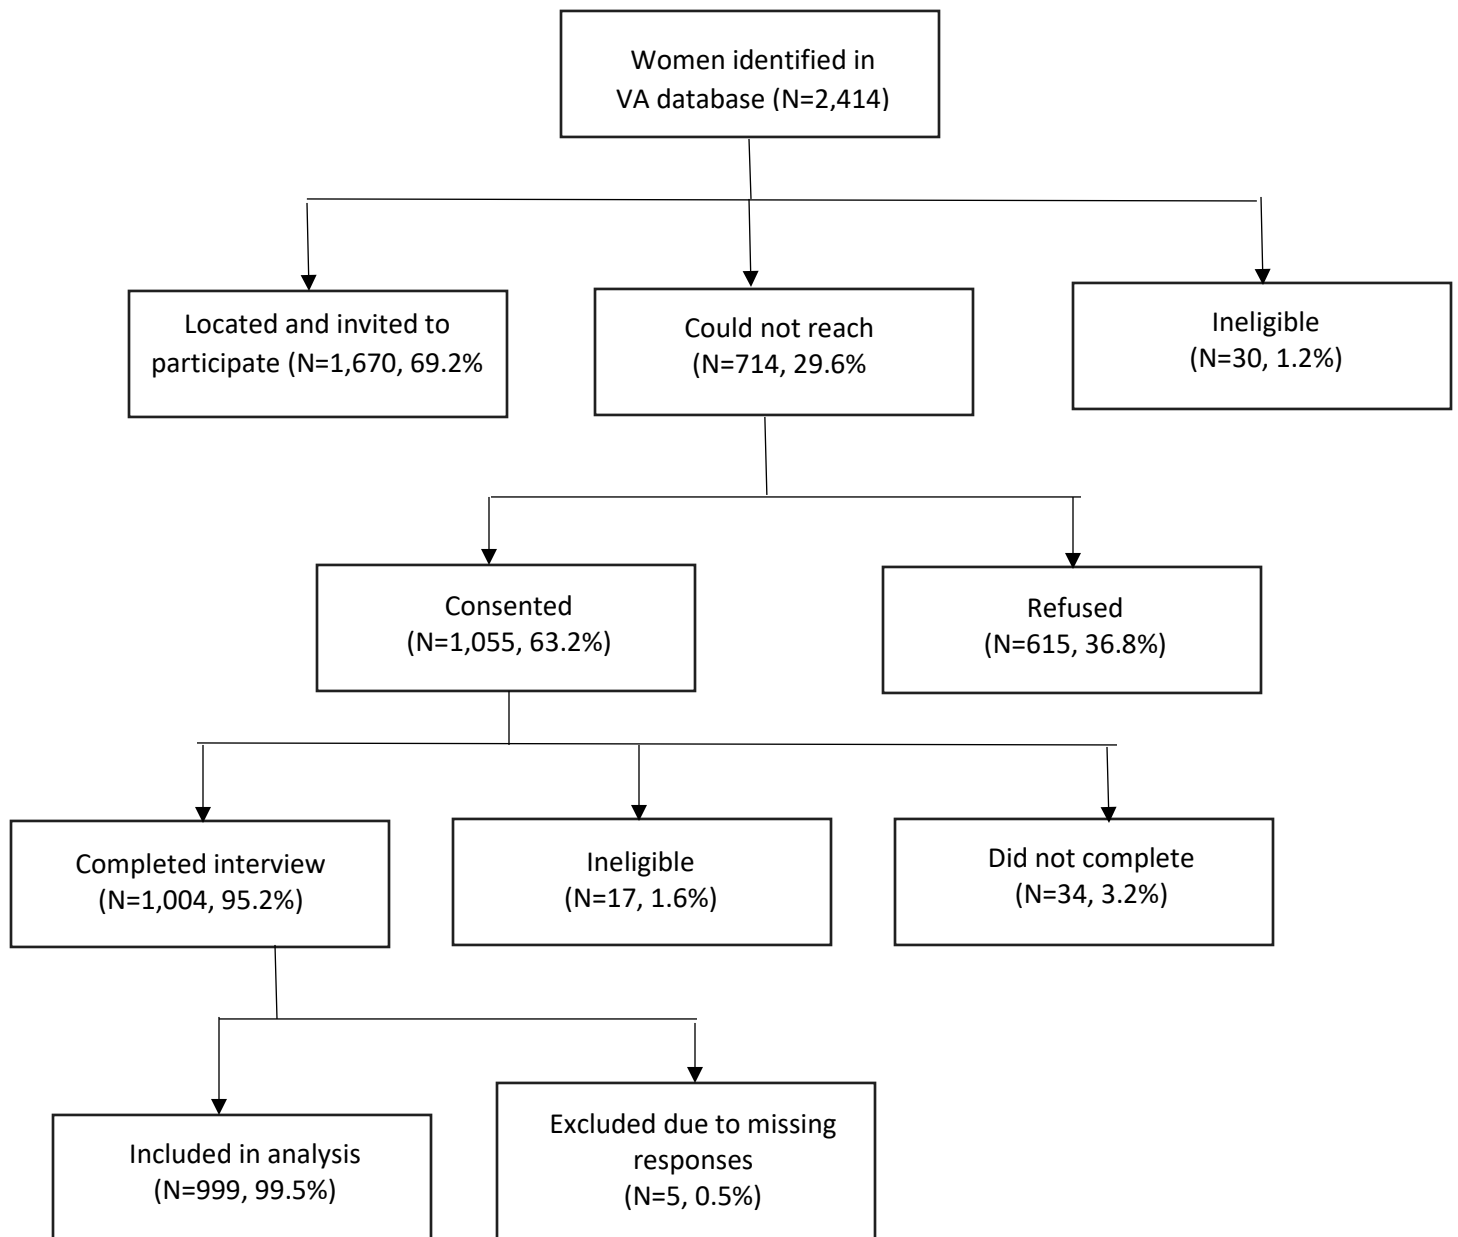 Women identified in
VA database (N=2,414)
Located and invited to
participate (N=1,670, 69.2%
Could not reach
(N=714, 29.6%
Ineligible
(N=30, 1.2%)
Consented
(N=1,055, 63.2%)
Refused
(N=615, 36.8%)
Completed interview
(N=1,004, 95.2%)
Ineligible
(N=17, 1.6%)
Did not complete
(N=34, 3.2%)
Included in analysis
(N=999, 99.5%)
Excluded due to missing
responses
(N=5, 0.5%)